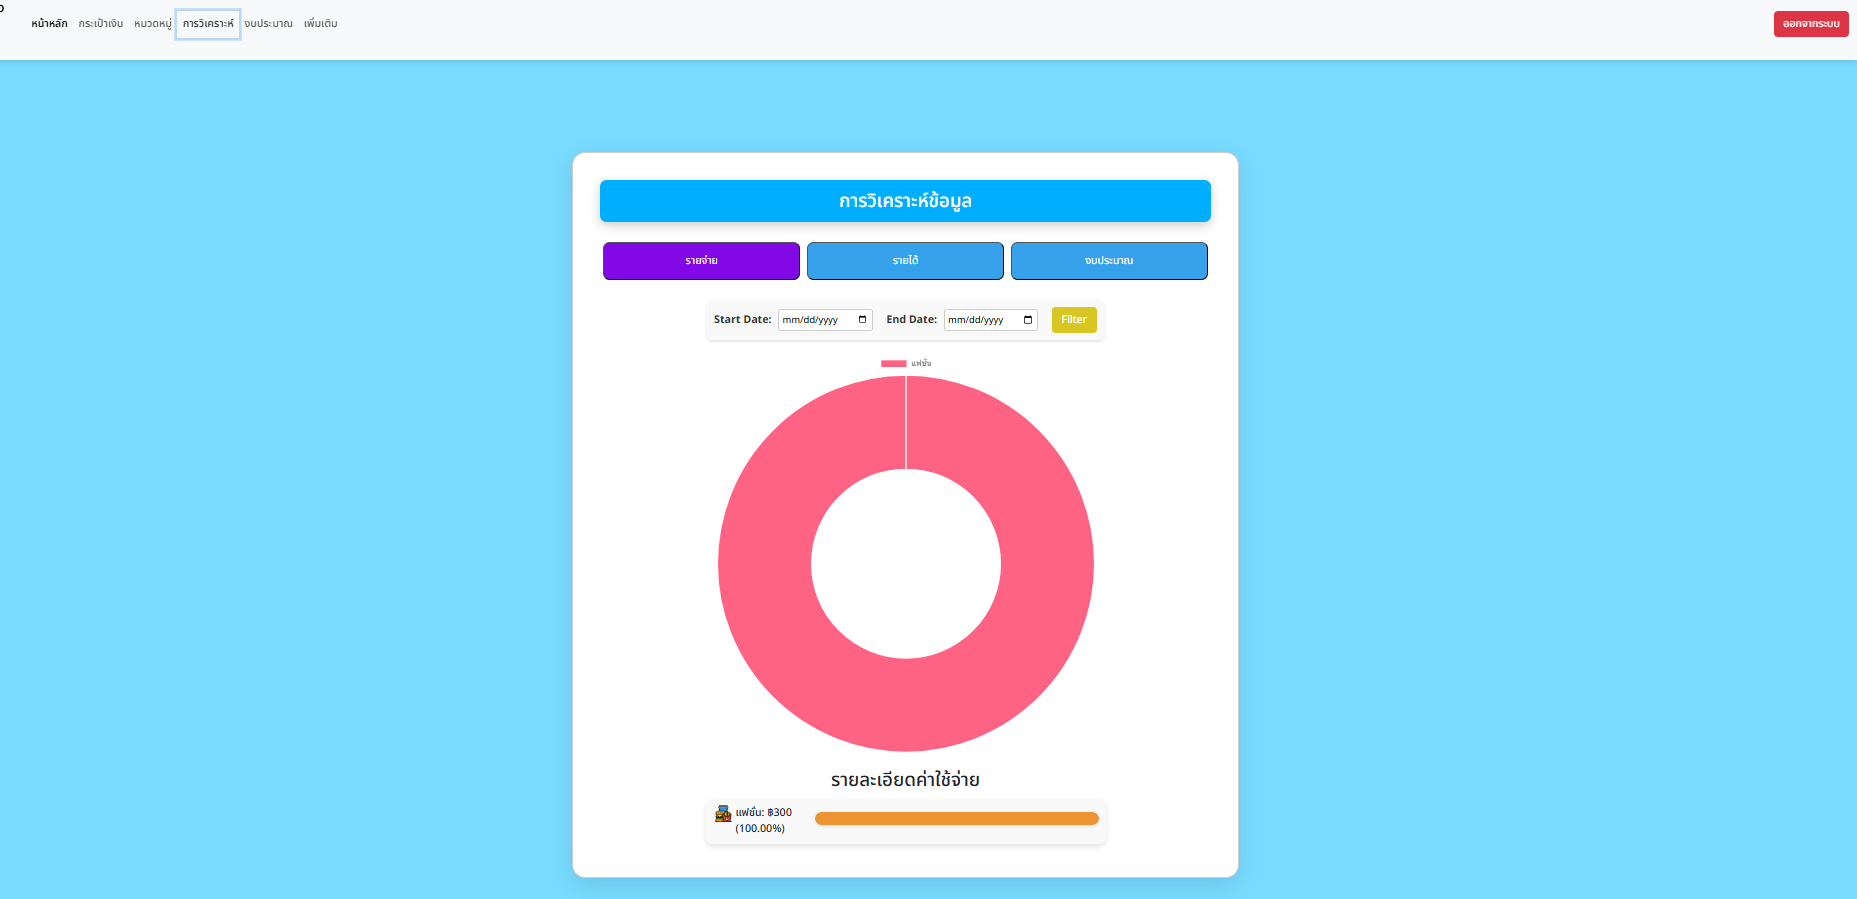 หน้าหลัก กระเป๋าเงิน หมวดหมู่ การวิเคราะห์ งบประมาณ เพิ่มเติม ออกจากระบบ
การวิเคราะห์ข้อมูล
รายจ่าย รายได้ งบประมาณ
Start Date: mm/dd/yyyy End Date: mm/dd/yyyy Filter
แฟชั่น
รายละเอียดค่าใช้จ่าย
แฟชั่น: ฿300
(100.00%)